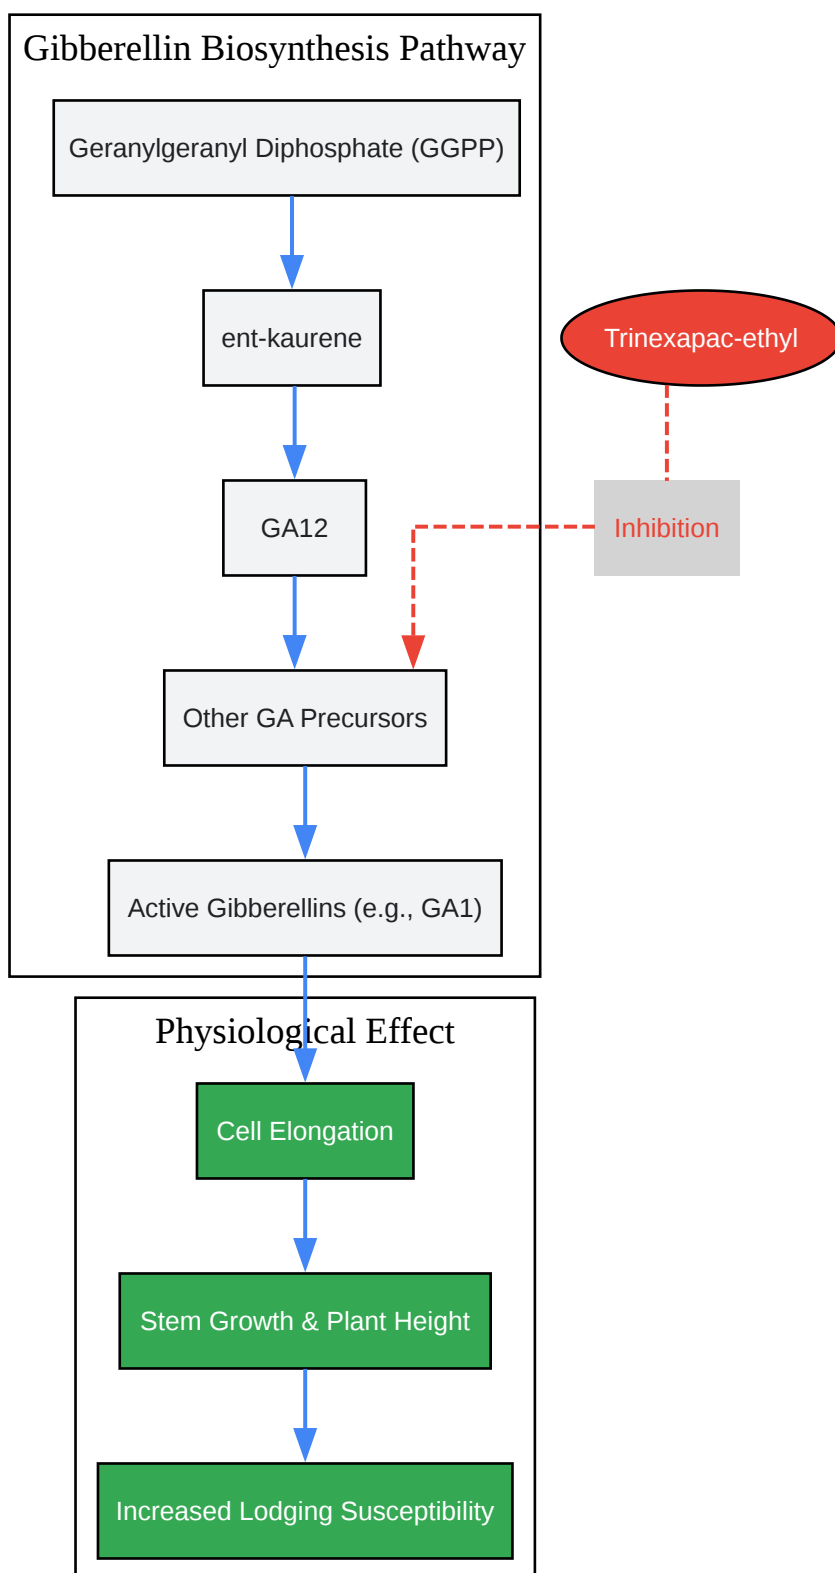 Gibberellin Biosynthesis Pathway
Geranylgeranyl Diphosphate (GGPP)
ent-kaurene
Trinexapac-ethyl
GA12
Inhibition
Other GA Precursors
Active Gibberellins (e.g., GA1)
Physiological Effect
Cell Elongation
Stem Growth & Plant Height
Increased Lodging Susceptibility